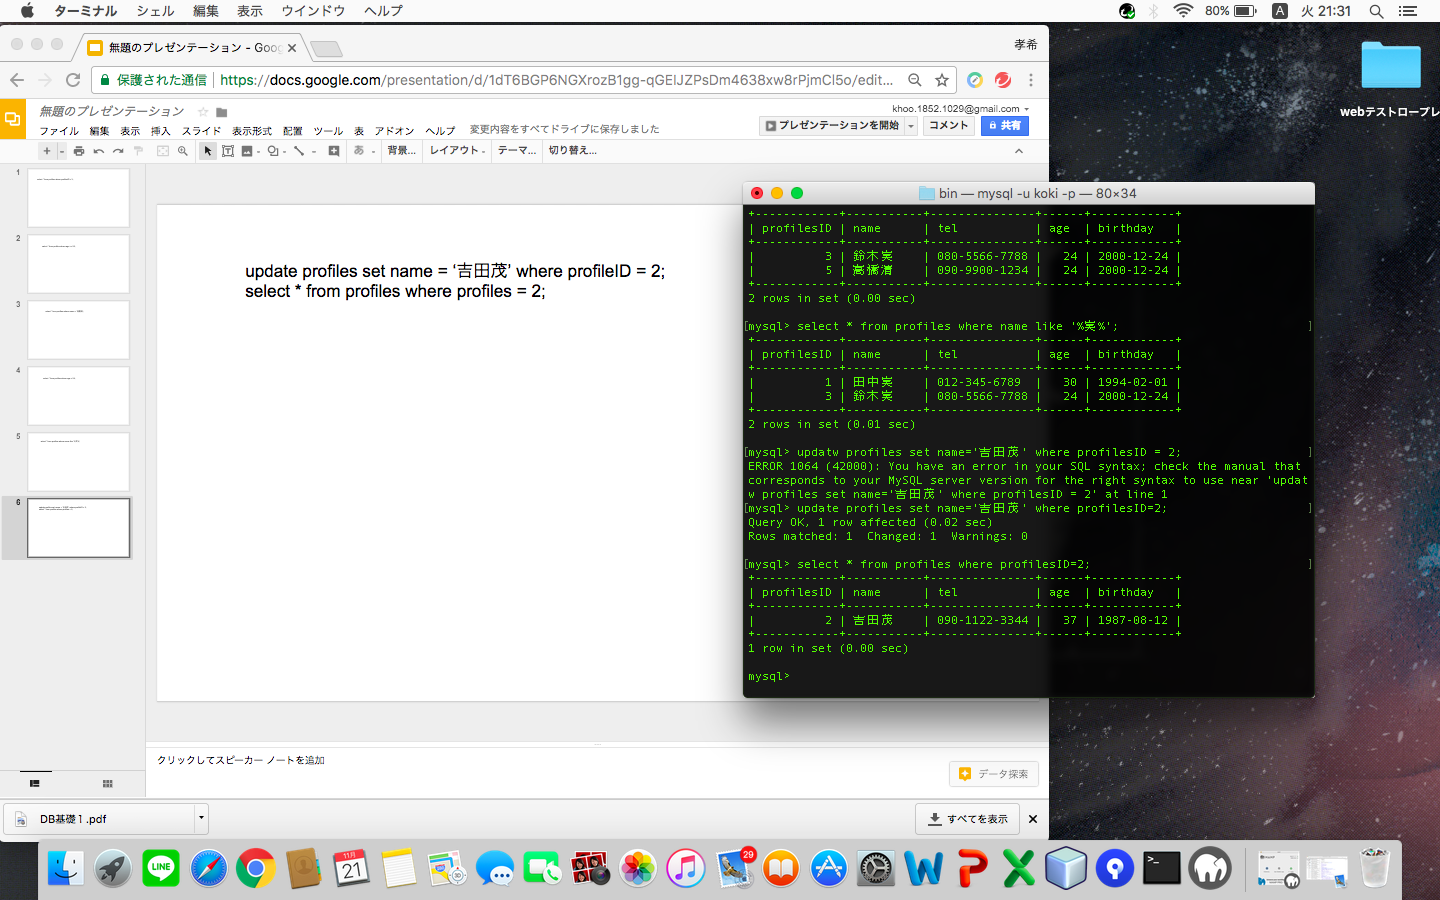 ターミナル シェル 編集 表示 ウインドウ ヘルプ
80% A 火 21:31
無題のプレゼンテーション - Goo
孝希
保護された通信 | https://docs.google.com/presentation/d/1dT6BGP6NGXrozB1gg-qGEIJZPsDm4638xw8rPjmCl5o/edit...
無題のプレゼンテーション
khoo.1852.1029@gmail.com
ファイル 編集 表示 挿入 スライド 表示形式 配置 ツール 表 アドオン ヘルプ 変更内容をすべてドライブに保存しました
プレゼンテーションを開始 コメント 共有
あ 背景... レイアウト テーマ... 切り替え...
1
2
3
4
5
6
update profiles set name = ‘吉田茂’ where profileID = 2;
select * from profiles where profiles = 2;
クリックしてスピーカー ノートを追加
データ探索
DB基礎１.pdf
すべてを表示
webテストロープレ
bin — mysql -u koki -p — 80×34
+------------+-----------+---------------+------+------------+
| profilesID | name | tel | age | birthday |
+------------+-----------+---------------+------+------------+
| 3 | 鈴木実 | 080-5566-7788 | 24 | 2000-12-24 |
| 5 | 高橋清 | 090-9900-1234 | 24 | 2000-12-24 |
+------------+-----------+---------------+------+------------+
2 rows in set (0.00 sec)
[mysql> select * from profiles where name like '%実%'; ]
+------------+-----------+---------------+------+------------+
| profilesID | name | tel | age | birthday |
+------------+-----------+---------------+------+------------+
| 1 | 田中実 | 012-345-6789 | 30 | 1994-02-01 |
| 3 | 鈴木実 | 080-5566-7788 | 24 | 2000-12-24 |
+------------+-----------+---------------+------+------------+
2 rows in set (0.01 sec)
[mysql> updatw profiles set name='吉田茂' where profilesID = 2; ]
ERROR 1064 (42000): You have an error in your SQL syntax; check the manual that
corresponds to your MySQL server version for the right syntax to use near 'updat
w profiles set name='吉田茂' where profilesID = 2' at line 1
[mysql> update profiles set name='吉田茂' where profilesID=2; ]
Query OK, 1 row affected (0.02 sec)
Rows matched: 1 Changed: 1 Warnings: 0
[mysql> select * from profiles where profilesID=2; ]
+------------+-----------+---------------+------+------------+
| profilesID | name | tel | age | birthday |
+------------+-----------+---------------+------+------------+
| 2 | 吉田茂 | 090-1122-3344 | 37 | 1987-08-12 |
+------------+-----------+---------------+------+------------+
1 row in set (0.00 sec)
mysql>
LINE
11月
21
29